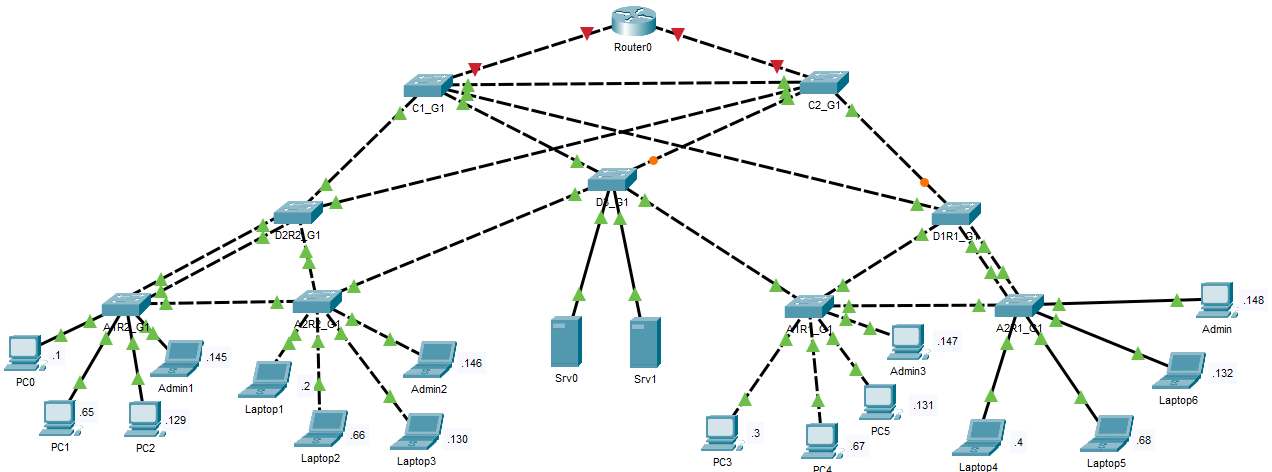 Router0
C1_G1
C2_G1
D3_G1
D2R2_G1
D1R1_G1
A1R2_G1
A2R2_G1
A1R1_G1
A2R1_G1
.148
Admin
.1
PC0
.145
Admin1
.146
Admin2
.147
Admin3
.132
Laptop6
Srv0
Srv1
.2
Laptop1
.65
PC1
.129
PC2
.66
Laptop2
.130
Laptop3
.3
PC3
.67
PC4
.131
PC5
.4
Laptop4
.68
Laptop5